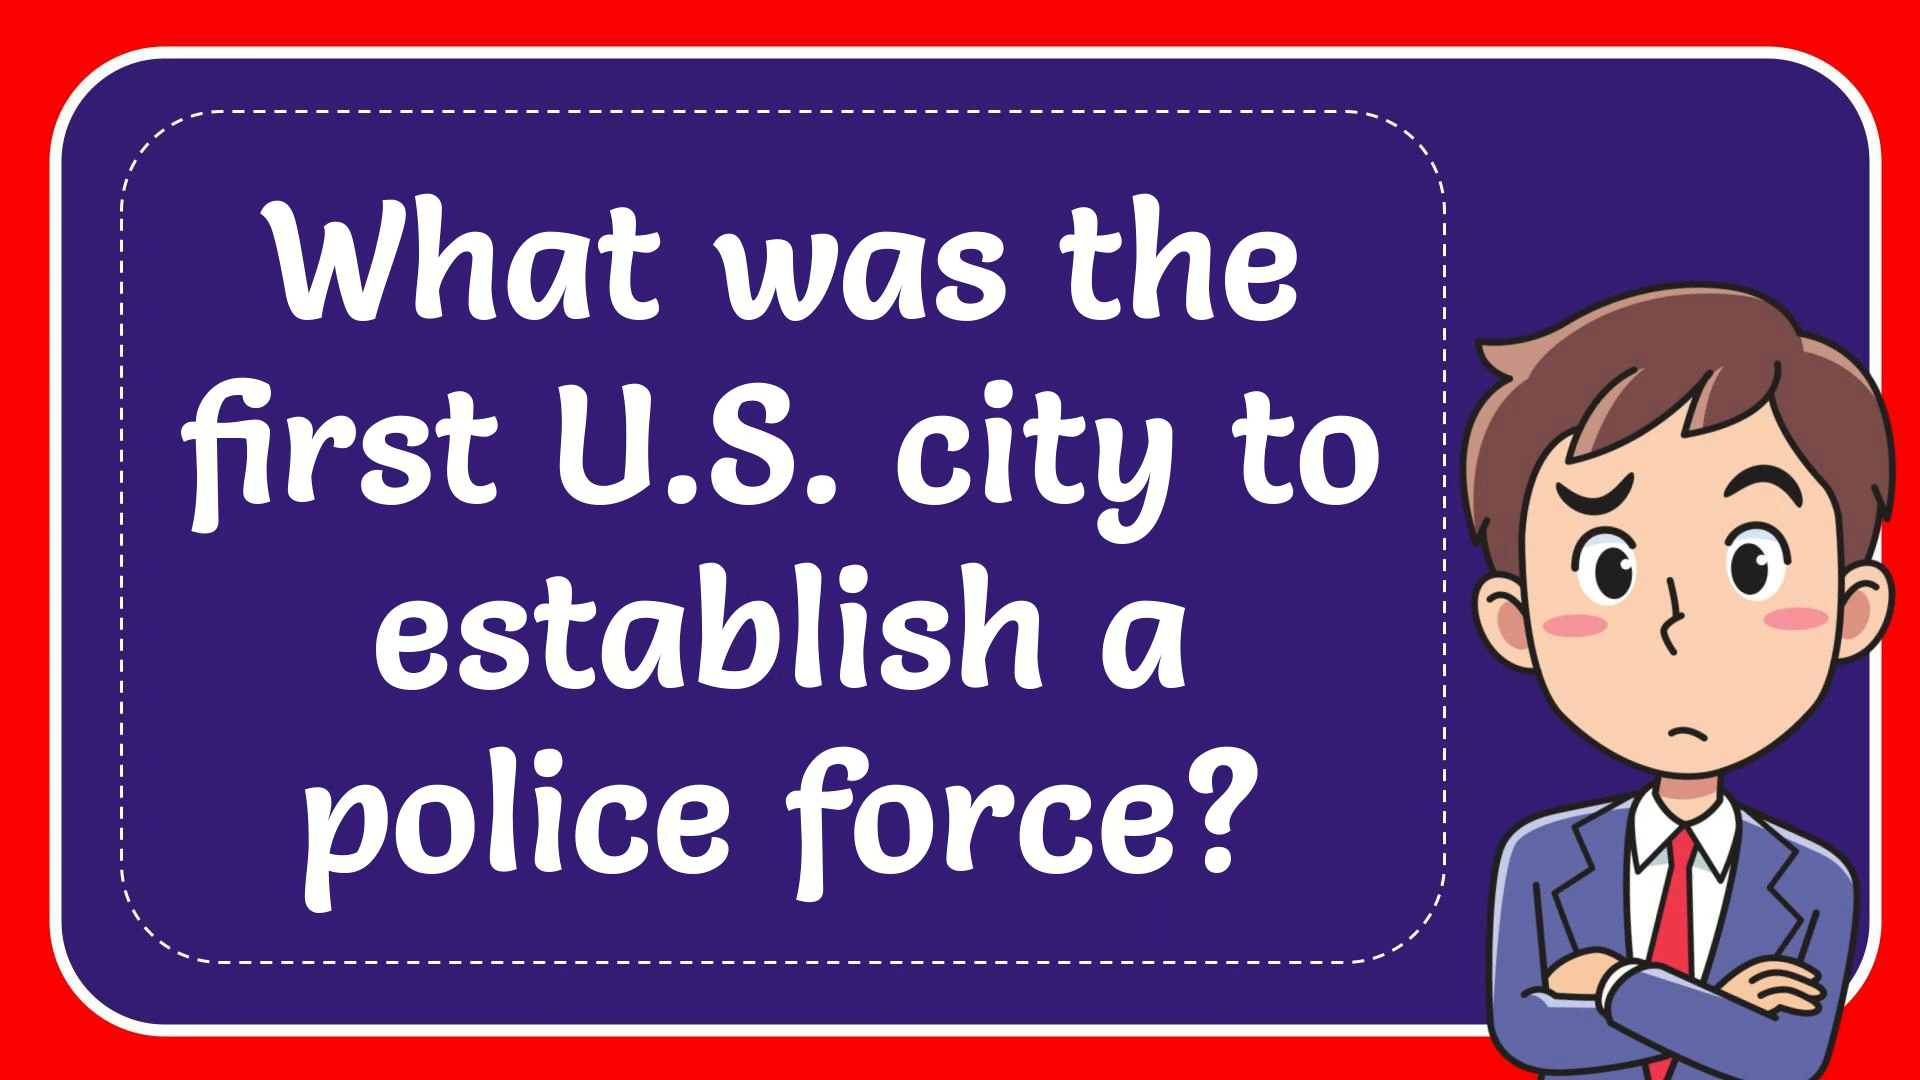 What was the
first U.S. city to
establish a
police force?